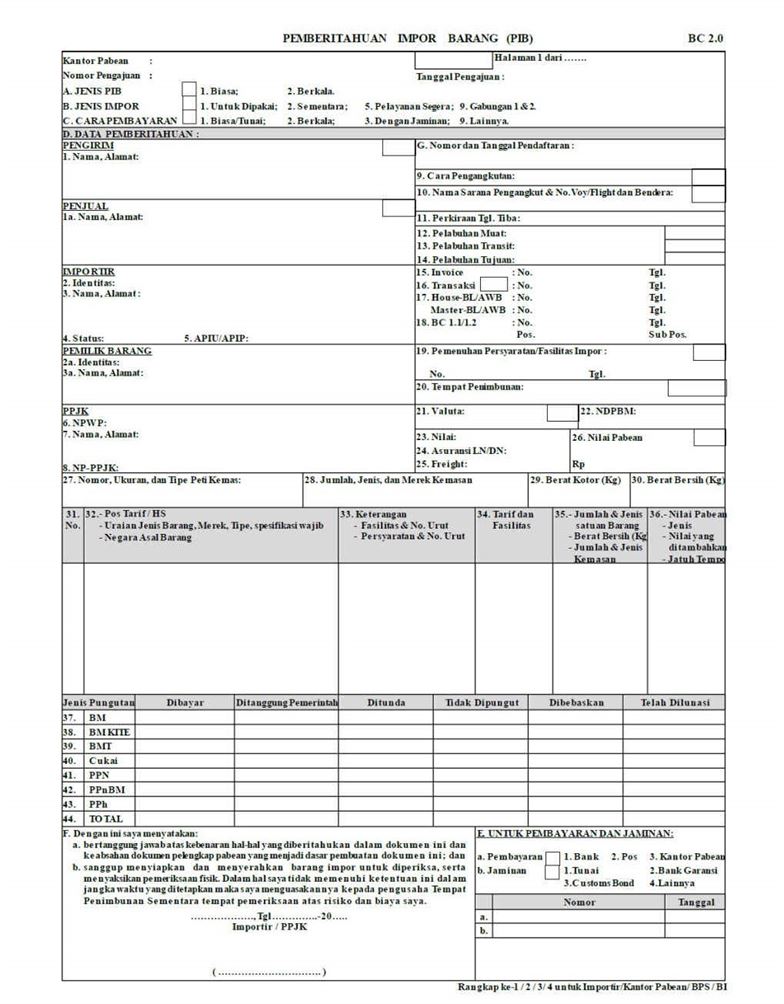 PEMBERITAHUAN IMPOR BARANG (PIB) BC 2.0
Kantor Pabean :
Halaman 1 dari .......
Nomor Pengajuan :
Tanggal Pengajuan :
A. JENIS PIB 1. Biasa; 2. Berkala.
B. JENIS IMPOR 1. Untuk Dipakai; 2. Sementara; 5. Pelayanan Segera; 9. Gabungan 1 & 2.
C. CARA PEMBAYARAN 1. Biasa/Tunai; 2. Berkala; 3. Dengan Jaminan; 9. Lainnya.
D. DATA PEMBERITAHUAN :
PENGIRIM
1. Nama, Alamat:
PENJUAL
1a. Nama, Alamat:
IMPORTIR
2. Identitas:
3. Nama, Alamat :
4. Status: 5. APIU/APIP:
PEMILIK BARANG
2a. Identitas:
3a. Nama, Alamat:
PPJK
6. NPWP:
7. Nama, Alamat:
8. NP-PPJK:
G. Nomor dan Tanggal Pendaftaran :
9. Cara Pengangkutan:
10. Nama Sarana Pengangkut & No.Voy/Flight dan Bendera:
11. Perkiraan Tgl. Tiba:
12. Pelabuhan Muat:
13. Pelabuhan Transit:
14. Pelabuhan Tujuan:
15. Invoice : No. Tgl.
16. Transaksi : No. Tgl.
17. House-BL/AWB : No. Tgl.
Master-BL/AWB : No. Tgl.
18. BC 1.1/1.2 : No. Tgl.
Pos. Sub Pos.
19. Pemenuhan Persyaratan/Fasilitas Impor :
No. Tgl.
20. Tempat Penimbunan:
21. Valuta: 22. NDPBM:
23. Nilai: 26. Nilai Pabean
24. Asuransi LN/DN:
25. Freight: Rp
27. Nomor, Ukuran, dan Tipe Peti Kemas: 28. Jumlah, Jenis, dan Merek Kemasan 29. Berat Kotor (Kg) 30. Berat Bersih (Kg)
31. No.
32.- Pos Tarif / HS
- Uraian Jenis Barang, Merek, Tipe, spesifikasi wajib
- Negara Asal Barang
33. Keterangan
- Fasilitas & No. Urut
- Persyaratan & No. Urut
34. Tarif dan
Fasilitas
35.- Jumlah & Jenis
satuan Barang
- Berat Bersih (Kg
- Jumlah & Jenis
Kemasan
36.- Nilai Pabean
- Jenis
- Nilai yang
ditambahkan
- Jatuh Tempo
Jenis Pungutan Dibayar Ditanggung Pemerintah Ditunda Tidak Dipungut Dibebaskan Telah Dilunasi
37. BM
38. BM KITE
39. BMT
40. Cukai
41. PPN
42. PPnBM
43. PPh
44. TOTAL
F. Dengan ini saya menyatakan:
a. bertanggung jawab atas kebenaran hal-hal yang diberitahukan dalam dokumen ini dan
keabsahan dokumen pelengkap pabean yang menjadi dasar pembuatan dokumen ini; dan
b. sanggup menyiapkan dan menyerahkan barang impor untuk diperiksa, serta
menyaksikan pemeriksaan fisik. Dalam hal saya tidak memenuhi ketentuan ini dalam
jangka waktu yang ditetapkan maka saya menguasakannya kepada pengusaha Tempat
Penimbunan Sementara tempat pemeriksaan atas risiko dan biaya saya.
..................., Tgl..............-20.....
Importir / PPJK
( ............................... )
E. UNTUK PEMBAYARAN DAN JAMINAN:
a. Pembayaran 1. Bank 2. Pos 3. Kantor Pabean
b. Jaminan 1.Tunai 2.Bank Garansi
3.Customs Bond 4.Lainnya
Nomor Tanggal
a.
b.
Rangkap ke-1 / 2 / 3/ 4 untuk Importir/Kantor Pabean/ BPS / BI